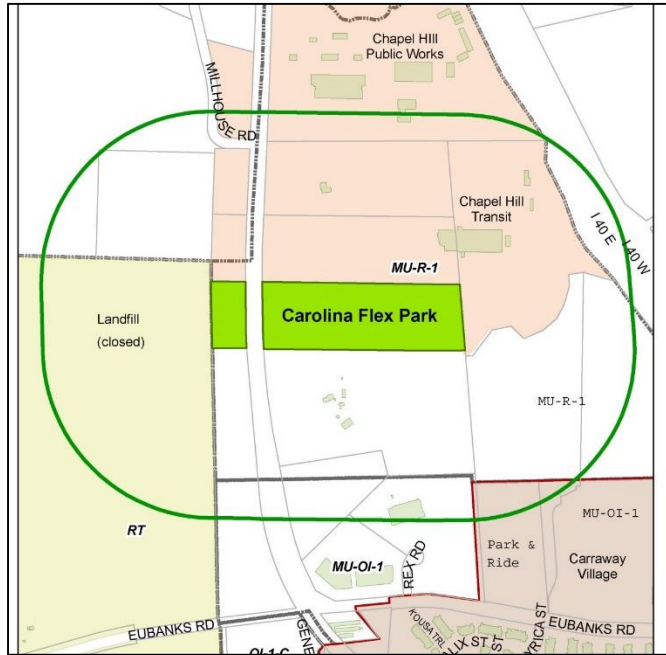 Chapel Hill
Public Works
MILLHOUSE RD
Chapel Hill
Transit
I 40 E
I 40 W
MU-R-1
Landfill
(closed)
Carolina Flex Park
MU-R-1
RT
MU-OI-1
Park &
Ride
Carraway
Village
MU-OI-1
REX RD
EUBANKS RD
EUBANKS RD
KOUSA TRL
ST
ST